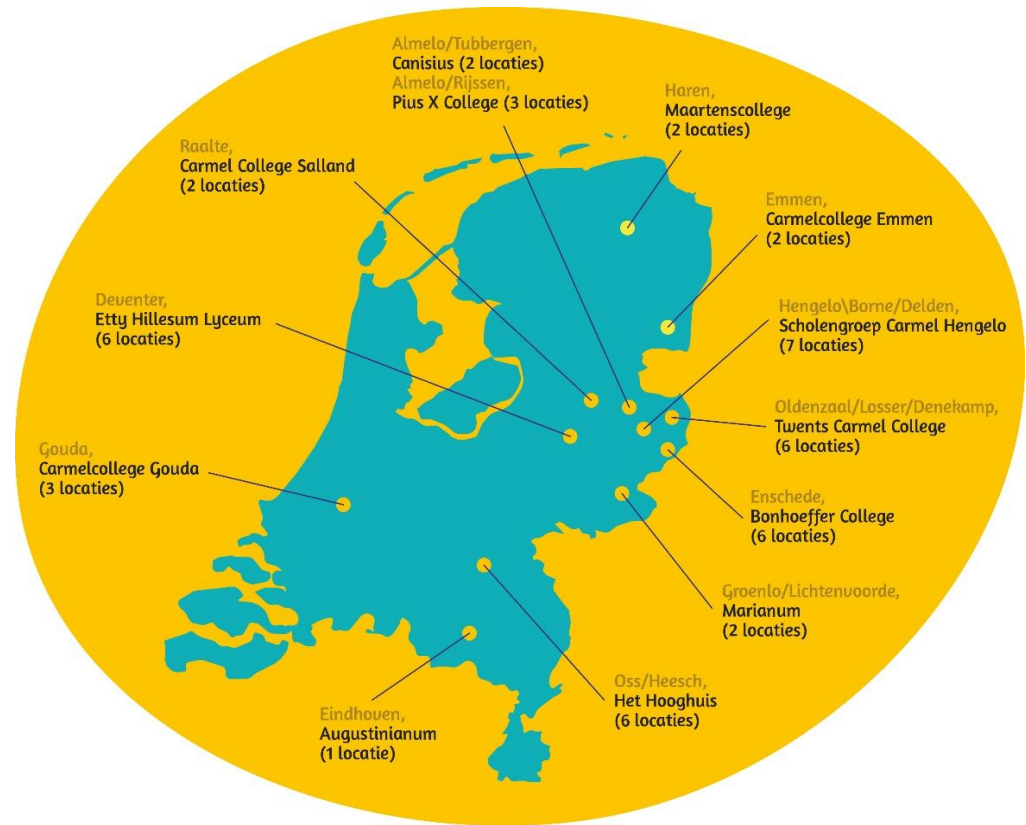 Almelo/Tubbergen,
Canisius (2 locaties)
Almelo/Rijssen,
Pius X College (3 locaties)
Haren,
Maartenscollege
(2 locaties)
Raalte,
Carmel College Salland
(2 locaties)
Emmen,
Carmelcollege Emmen
(2 locaties)
Deventer,
Etty Hillesum Lyceum
(6 locaties)
Hengelo\Borne/Delden,
Scholengroep Carmel Hengelo
(7 locaties)
Oldenzaal/Losser/Denekamp,
Twents Carmel College
(6 locaties)
Gouda,
Carmelcollege Gouda
(3 locaties)
Enschede,
Bonhoeffer College
(6 locaties)
Groenlo/Lichtenvoorde,
Marianum
(2 locaties)
Oss/Heesch,
Het Hooghuis
(6 locaties)
Eindhoven,
Augustinianum
(1 locatie)